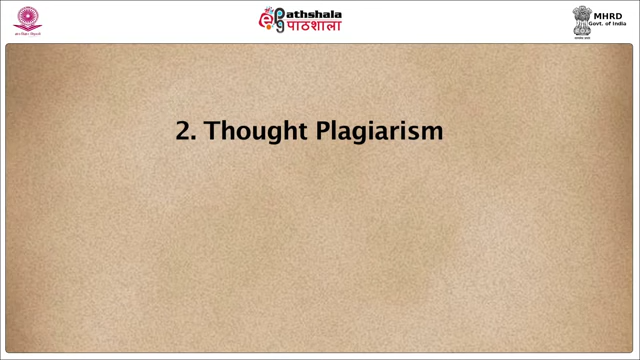 Pathshala
पाठशाला
MHRD
Govt. of India
2. Thought Plagiarism